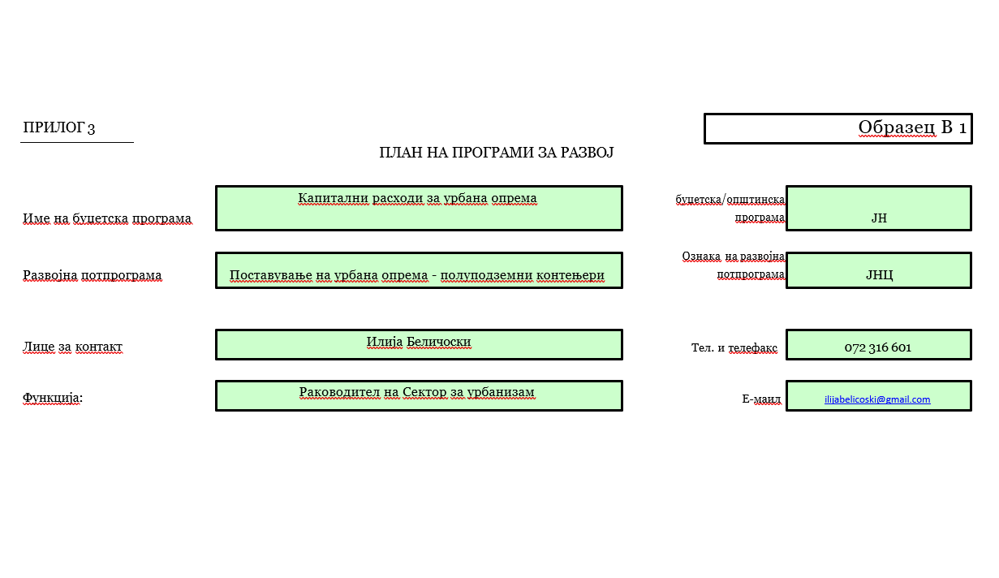 ПРИЛОГ 3
Образец В 1
ПЛАН НА ПРОГРАМИ ЗА РАЗВОЈ
Име на буџетска програма
Капитални расходи за урбана опрема
буџетска/општинска
програма
ЈН
Развојна потпрограма
Поставување на урбана опрема - полуподземни контењери
Ознака на развојна
потпрограма
ЈНЦ
Лице за контакт
Илија Беличоски
Тел. и телефакс
072 316 601
Функција:
Раководител на Сектор за урбанизам
Е-маил
ilijabelicoski@gmail.com